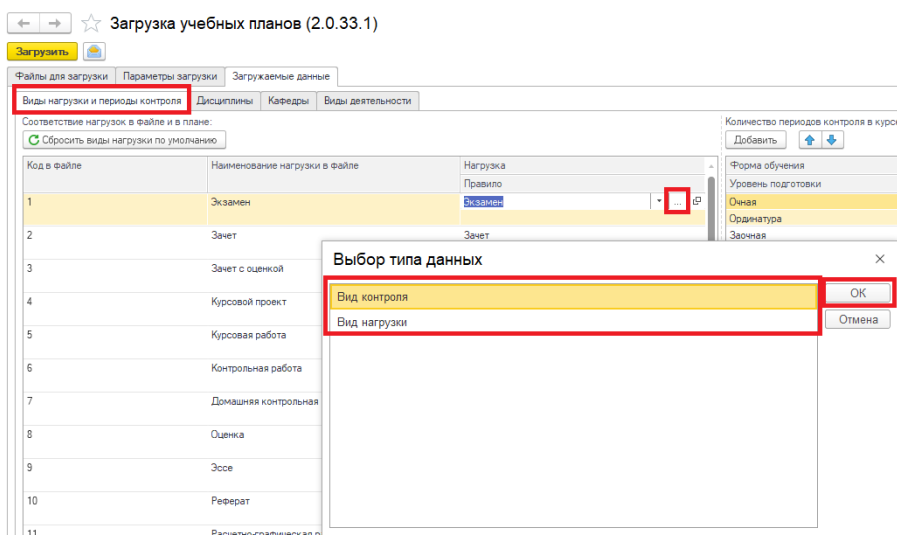 Загрузка учебных планов (2.0.33.1)
Загрузить
Файлы для загрузки Параметры загрузки Загружаемые данные
Виды нагрузки и периоды контроля Дисциплины Кафедры Виды деятельности
Соответствие нагрузок в файле и в плане: Количество периодов контроля в курсе
Сбросить виды нагрузки по умолчанию Добавить
Код в файле Наименование нагрузки в файле Нагрузка Форма обучения
Правило Уровень подготовки
1 Экзамен Экзамен ... Очная
Ординатура
2 Зачет Зачет Заочная
Выбор типа данных
3 Зачет с оценкой
Вид контроля ОК
4 Курсовой проект
Вид нагрузки Отмена
5 Курсовая работа
6 Контрольная работа
7 Домашняя контрольная
8 Оценка
9 Эссе
10 Реферат
11 Расчетно-графическая р